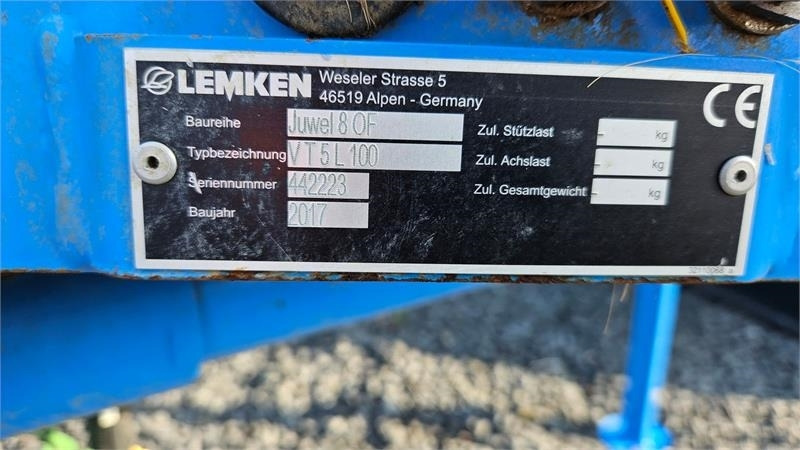 LEMKEN Weseler Strasse 5
46519 Alpen - Germany
CE
Baureihe Juwel 8 OF
Typbezeichnung V T 5 L 100
Seriennummer 442223
Baujahr 2017
Zul. Stützlast - kg
Zul. Achslast - kg
Zul. Gesamtgewicht - kg
32110068 a